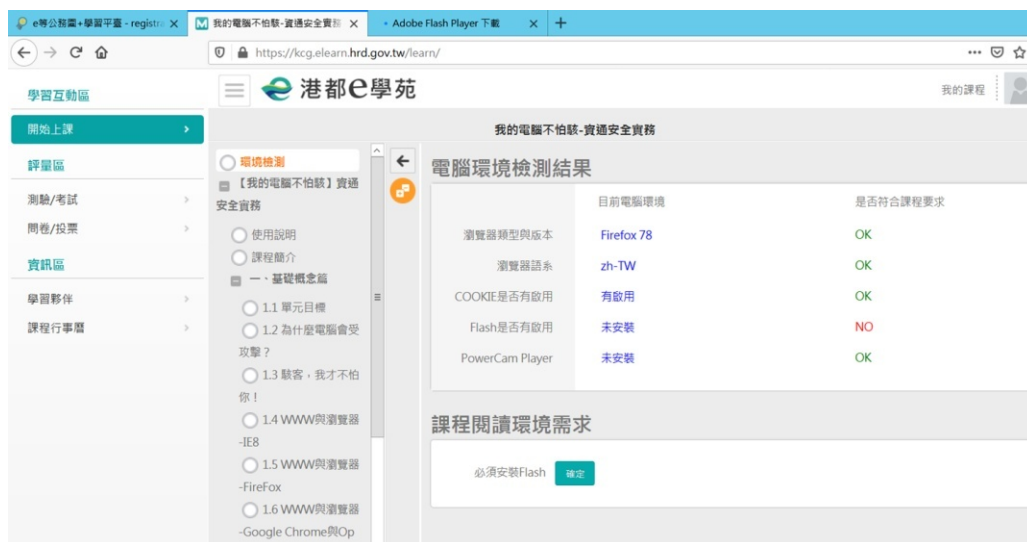 e等公務園+學習平臺 - registra
我的電腦不怕駭-資通安全實務
Adobe Flash Player 下載
https://kcg.elearn.hrd.gov.tw/learn/
港都e學苑
我的課程
學習互動區
開始上課
評量區
測驗/考試
問卷/投票
資訊區
學習夥伴
課程行事曆
我的電腦不怕駭-資通安全實務
環境檢測
【我的電腦不怕駭】資通
安全實務
使用說明
課程簡介
一、基礎概念篇
1.1 單元目標
1.2 為什麼電腦會受
攻擊？
1.3 駭客，我才不怕
你！
1.4 WWW與瀏覽器
-IE8
1.5 WWW與瀏覽器
-FireFox
1.6 WWW與瀏覽器
-Google Chrome與Op
電腦環境檢測結果
目前電腦環境 是否符合課程要求
瀏覽器類型與版本 Firefox 78 OK
瀏覽器語系 zh-TW OK
COOKIE是否有啟用 有啟用 OK
Flash是否有啟用 未安裝 NO
PowerCam Player 未安裝 OK
課程閱讀環境需求
必須安裝Flash 確定